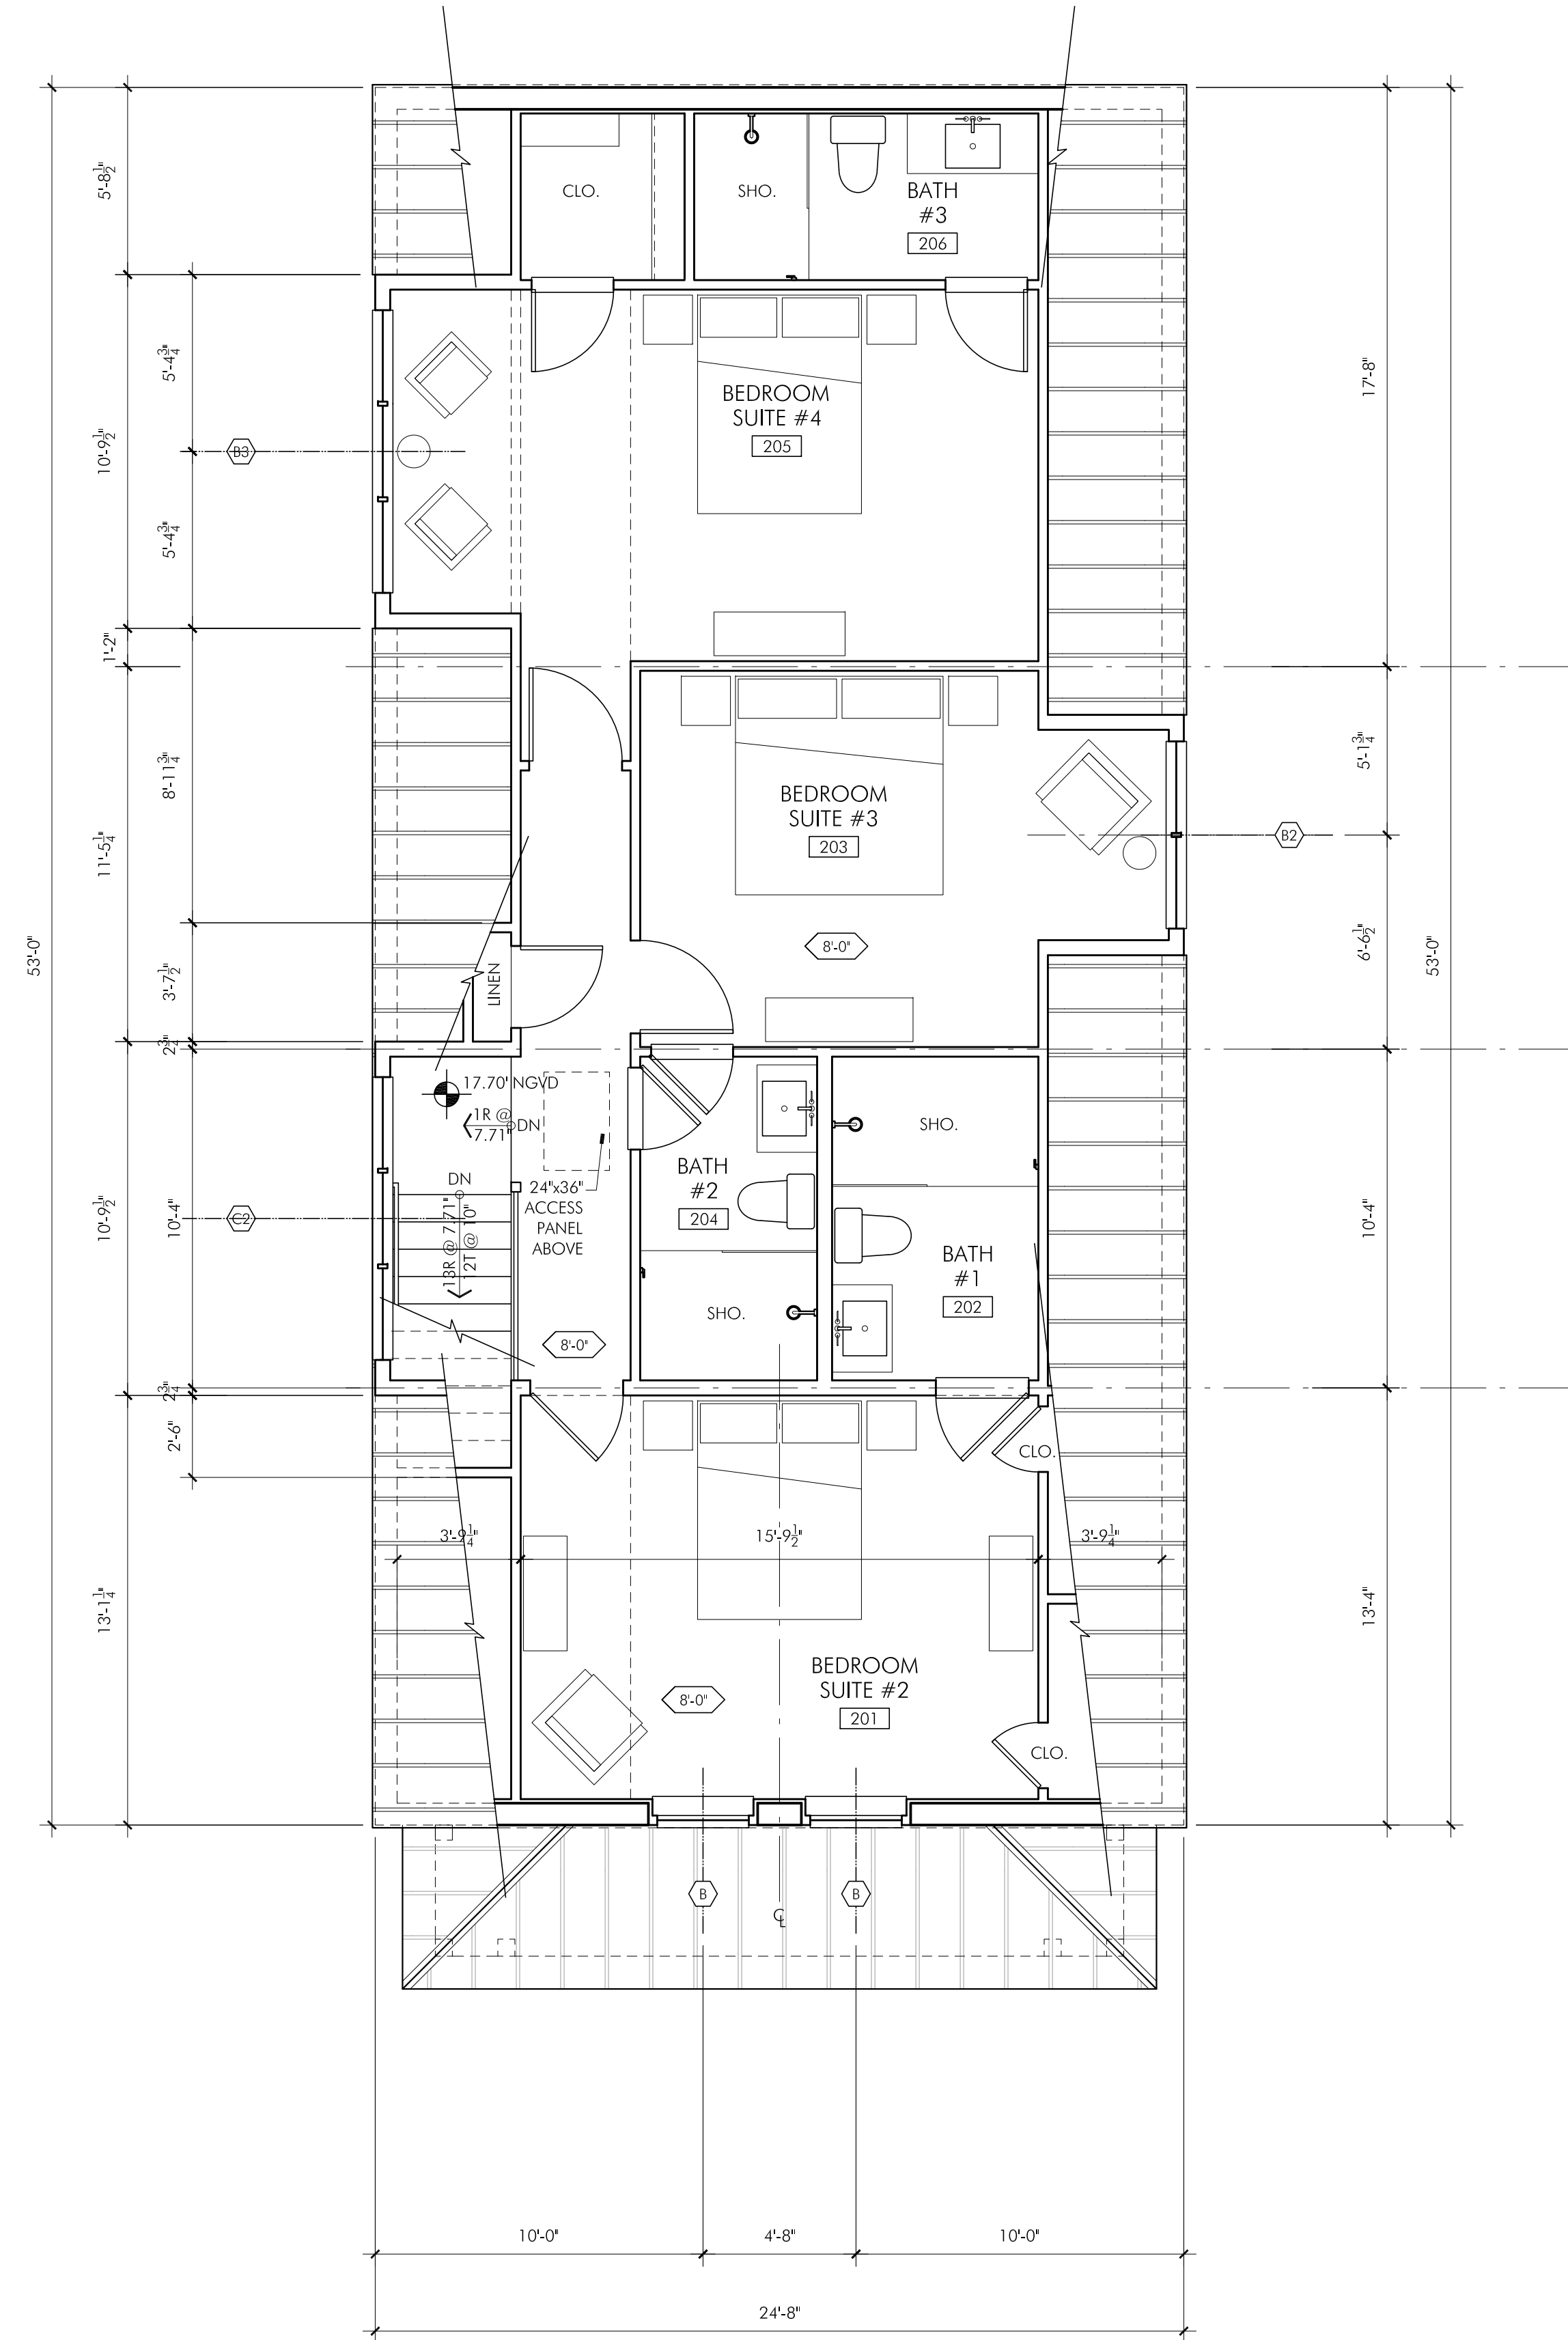 CLO.
SHO.
BATH
#3
206
5'-8 1/2"
5'-4 3/4"
17'-8"
BEDROOM
SUITE #4
205
10'-9 1/2"
B3
5'-4 3/4"
1'-2"
5'-1 3/4"
8'-11 3/4"
BEDROOM
SUITE #3
203
B2
11'-5 1/4"
53'-0"
8'-0"
6'-6 1/2"
53'-0"
3'-7 1/2"
LINEN
2 3/4"
17.70' NGVD
1R @
7.71"
DN
SHO.
DN
13R @ 7.71"
12T @ 10"
24"x36"
ACCESS
PANEL
ABOVE
BATH
#2
204
10'-9 1/2"
10'-4"
C2
10'-4"
BATH
#1
202
SHO.
8'-0"
2 3/4"
2'-6"
CLO.
3'-9 1/4"
15'-9 1/2"
3'-9 1/4"
13'-1 1/4"
13'-4"
BEDROOM
SUITE #2
201
8'-0"
CLO.
B
B
CL
10'-0"
4'-8"
10'-0"
24'-8"